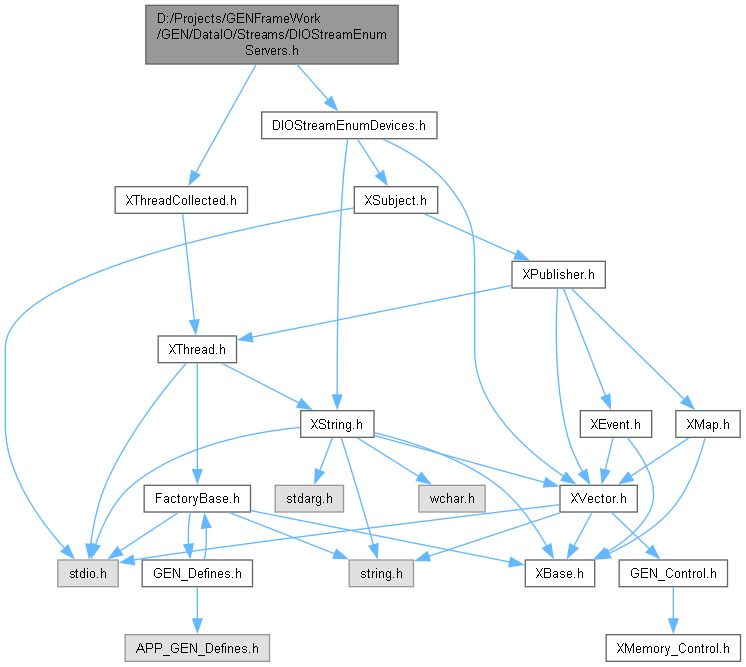 D:/Projects/GENFrameWork
/GEN/DataIO/Streams/DIOStreamEnum
Servers.h
DIOStreamEnumDevices.h
XThreadCollected.h
XSubject.h
XPublisher.h
XThread.h
XString.h
XEvent.h
XMap.h
FactoryBase.h
stdarg.h
wchar.h
XVector.h
stdio.h
GEN_Defines.h
string.h
XBase.h
GEN_Control.h
APP_GEN_Defines.h
XMemory_Control.h